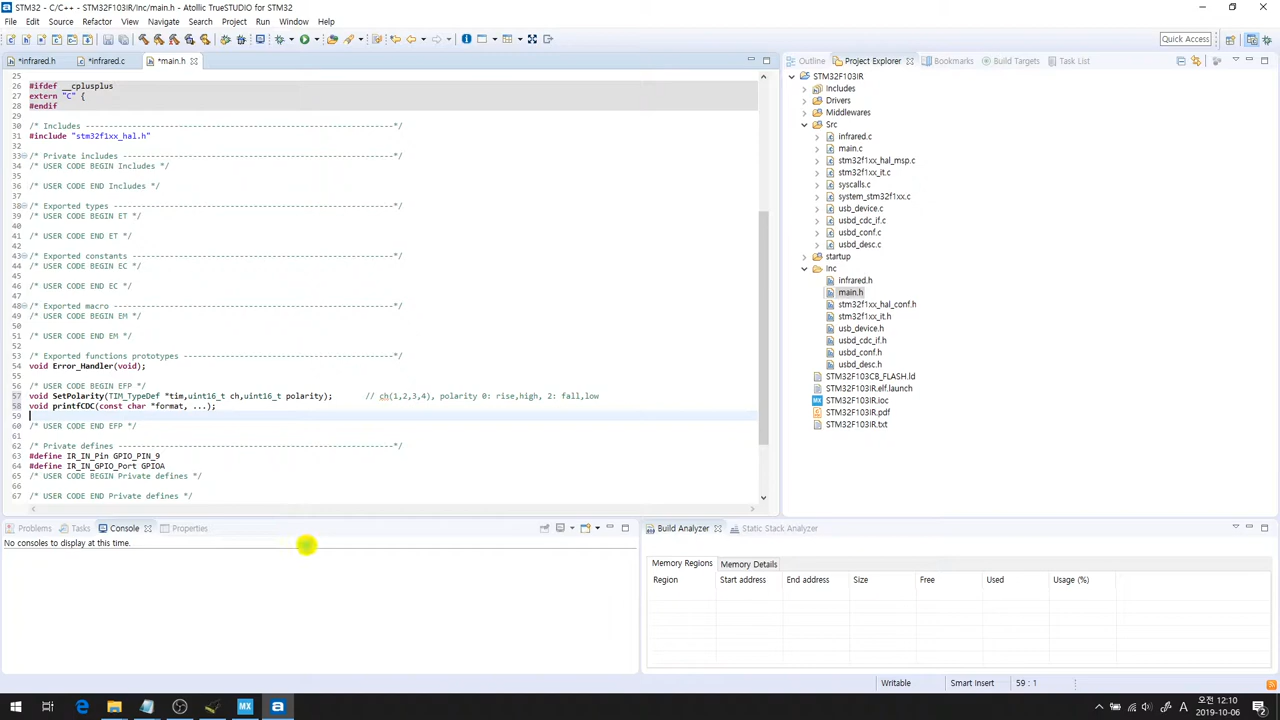 STM32 - C/C++ - STM32F103IR/Inc/main.h - Atollic TrueSTUDIO for STM32
File Edit Source Refactor View Navigate Search Project Run Window Help
Quick Access
*infrared.h *infrared.c *main.h
25
26 #ifdef __cplusplus
27 extern "C" {
28 #endif
29
30 /* Includes ------------------------------------------------------------------*/
31 #include "stm32f1xx_hal.h"
32
33 /* Private includes ----------------------------------------------------------*/
34 /* USER CODE BEGIN Includes */
35
36 /* USER CODE END Includes */
37
38 /* Exported types ------------------------------------------------------------*/
39 /* USER CODE BEGIN ET */
40
41 /* USER CODE END ET */
42
43 /* Exported constants --------------------------------------------------------*/
44 /* USER CODE BEGIN EC */
45
46 /* USER CODE END EC */
47
48 /* Exported macro ------------------------------------------------------------*/
49 /* USER CODE BEGIN EM */
50
51 /* USER CODE END EM */
52
53 /* Exported functions prototypes ---------------------------------------------*/
54 void Error_Handler(void);
55
56 /* USER CODE BEGIN EFP */
57 void SetPolarity(TIM_TypeDef *tim,uint16_t ch,uint16_t polarity); // ch(1,2,3,4), polarity 0: rise,high, 2: fall,low
58 void printfCDC(const char *format, ...);
59
60 /* USER CODE END EFP */
61
62 /* Private defines -----------------------------------------------------------*/
63 #define IR_IN_Pin GPIO_PIN_9
64 #define IR_IN_GPIO_Port GPIOA
65 /* USER CODE BEGIN Private defines */
66
67 /* USER CODE END Private defines */
Outline Project Explorer Bookmarks Build Targets Task List
STM32F103IR
Includes
Drivers
Middlewares
Src
infrared.c
main.c
stm32f1xx_hal_msp.c
stm32f1xx_it.c
syscalls.c
system_stm32f1xx.c
usb_device.c
usbd_cdc_if.c
usbd_conf.c
usbd_desc.c
startup
Inc
infrared.h
main.h
stm32f1xx_hal_conf.h
stm32f1xx_it.h
usb_device.h
usbd_cdc_if.h
usbd_conf.h
usbd_desc.h
STM32F103CB_FLASH.ld
STM32F103IR.elf.launch
STM32F103IR.ioc
STM32F103IR.pdf
STM32F103IR.txt
Problems Tasks Console Properties
No consoles to display at this time.
Build Analyzer Static Stack Analyzer
Memory Regions Memory Details
Region Start address End address Size Free Used Usage (%)
Writable Smart Insert 59 : 1
MX
A 오전 12:10
2019-10-06
2